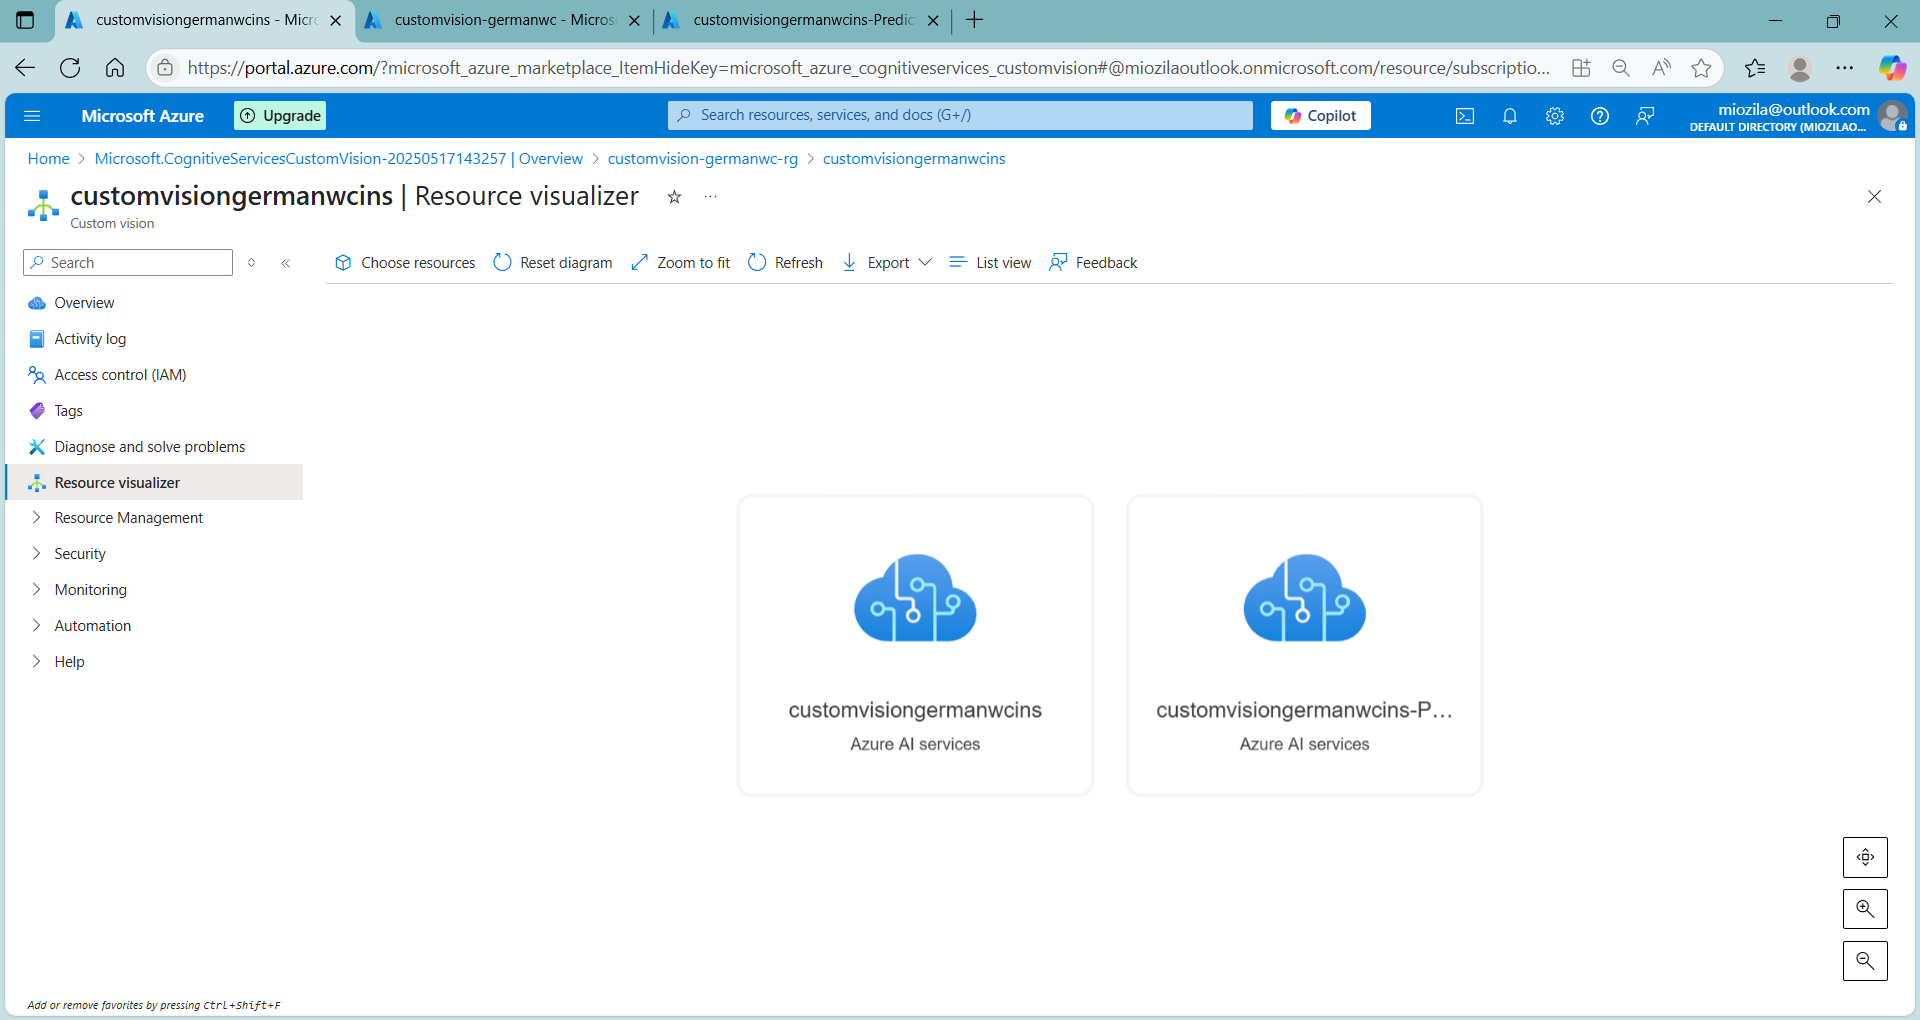 customvisiongermanwcins - Micro
customvision-germanwc - Micros
customvisiongermanwcins-Predic
https://portal.azure.com/?microsoft_azure_marketplace_ItemHideKey=microsoft_azure_cognitiveservices_customvision#@miozilaoutlook.onmicrosoft.com/resource/subscriptio...
Microsoft Azure
Upgrade
Search resources, services, and docs (G+/)
Copilot
miozila@outlook.com
DEFAULT DIRECTORY (MIOZILAO...
Home > Microsoft.CognitiveServicesCustomVision-20250517143257 | Overview > customvision-germanwc-rg > customvisiongermanwcins
customvisiongermanwcins | Resource visualizer
Custom vision
Search
Choose resources
Reset diagram
Zoom to fit
Refresh
Export
List view
Feedback
Overview
Activity log
Access control (IAM)
Tags
Diagnose and solve problems
Resource visualizer
Resource Management
Security
Monitoring
Automation
Help
customvisiongermanwcins
Azure AI services
customvisiongermanwcins-P...
Azure AI services
Add or remove favorites by pressing Ctrl+Shift+F